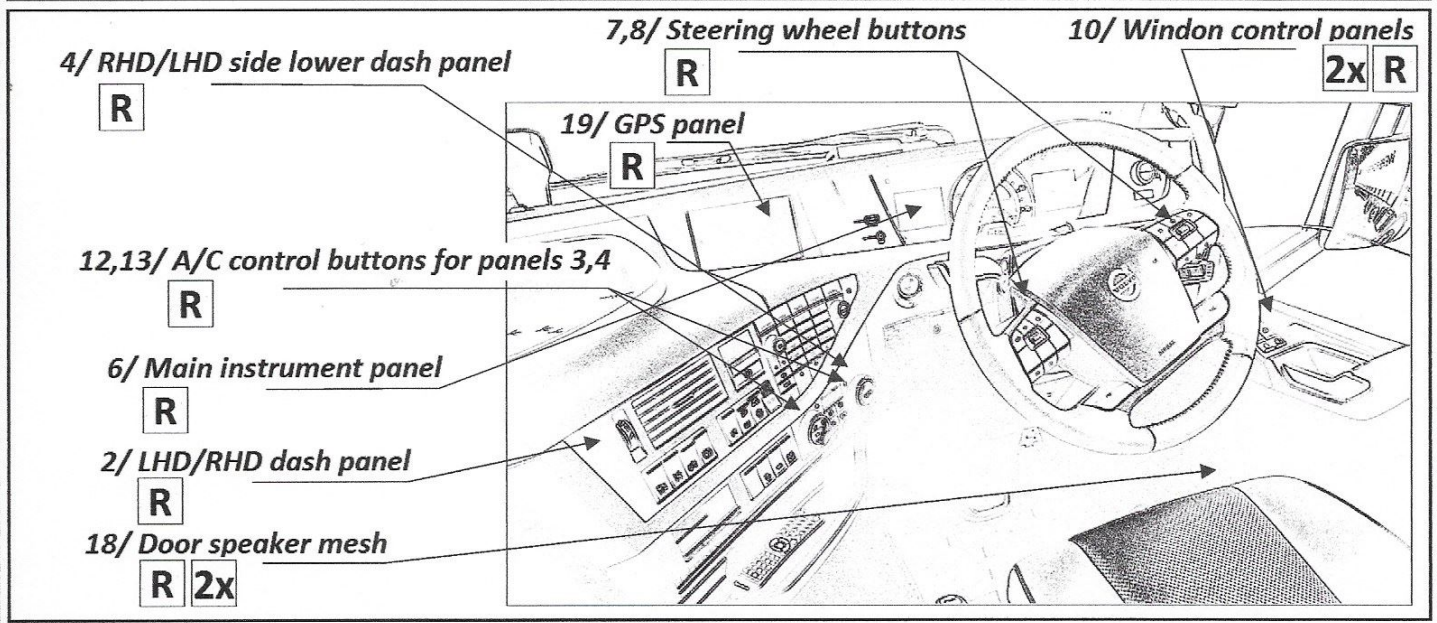 7,8/ Steering wheel buttons
R
10/ Windon control panels
2x R
4/ RHD/LHD side lower dash panel
R
19/ GPS panel
R
12,13/ A/C control buttons for panels 3,4
R
6/ Main instrument panel
R
2/ LHD/RHD dash panel
R
18/ Door speaker mesh
R 2x
VOLVO